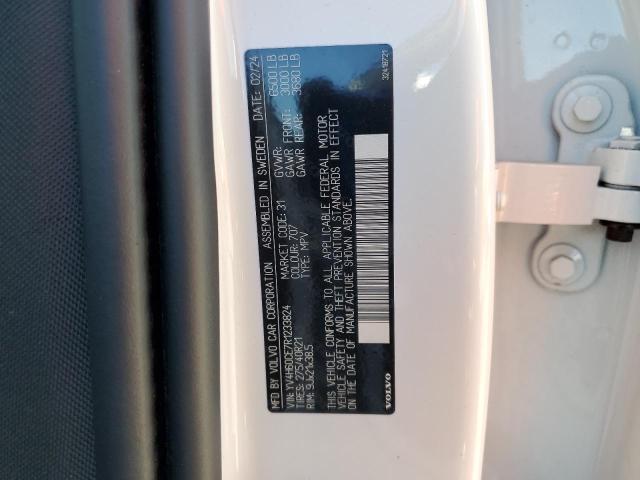 MFD BY VOLVO CAR CORPORATION ASSEMBLED IN SWEDEN DATE: 02/24
VIN: YV4H60CE7R1233824 MARKET CODE: 31 GVWR: 6500 LB
TIRES: 275/40R21 COLOUR: 707 GAWR FRONT: 3000 LB
RIM: 9Jx21x38.5 TYPE: MPV GAWR REAR: 3680 LB
THIS VEHICLE CONFORMS TO ALL APPLICABLE FEDERAL MOTOR
VEHICLE SAFETY AND THEFT PREVENTION STANDARDS IN EFFECT
ON THE DATE OF MANUFACTURE SHOWN ABOVE.
VOLVO 32418721